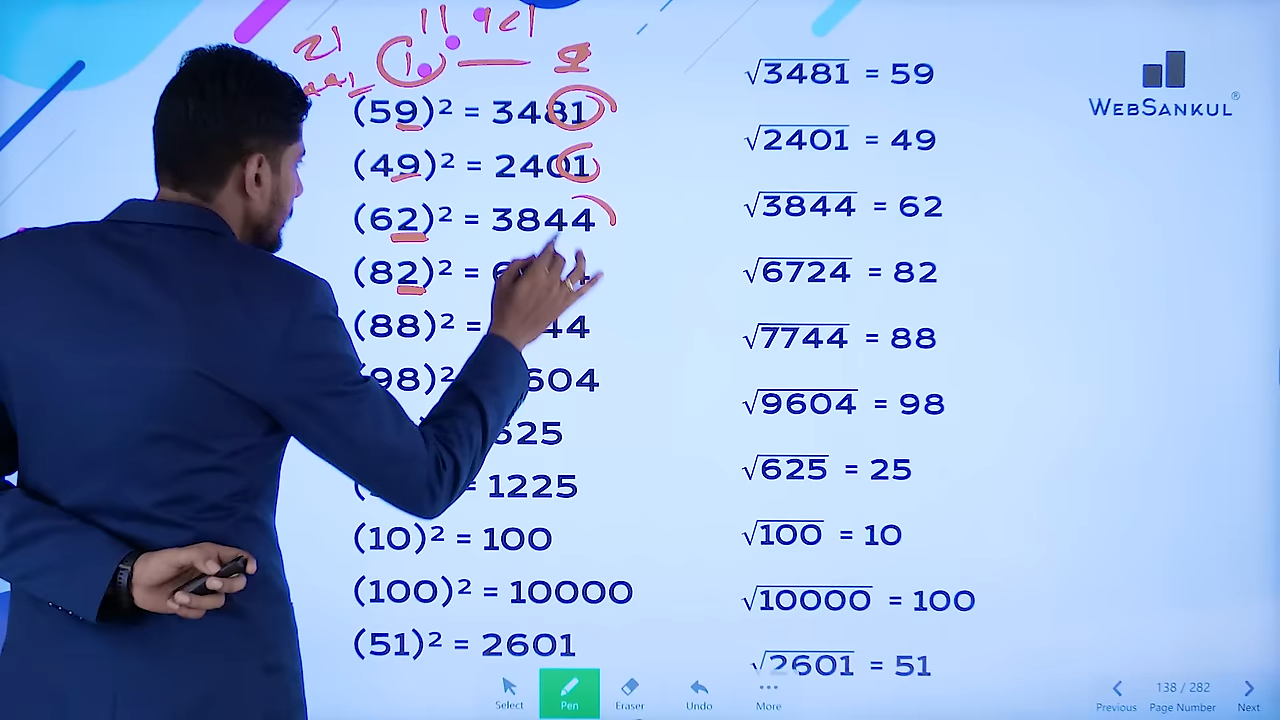 (59)² = 3481
(49)² = 2401
(62)² = 3844
(82)² =
(88)² = 44
(98)² 604
625
= 1225
(10)² = 100
(100)² = 10000
(51)² = 2601
√3481 = 59
√2401 = 49
√3844 = 62
√6724 = 82
√7744 = 88
√9604 = 98
√625 = 25
√100 = 10
√10000 = 100
√2601 = 51
WEBSANKUL®
Select
Pen
Eraser
Undo
More
Previous
138 / 282
Page Number
Next